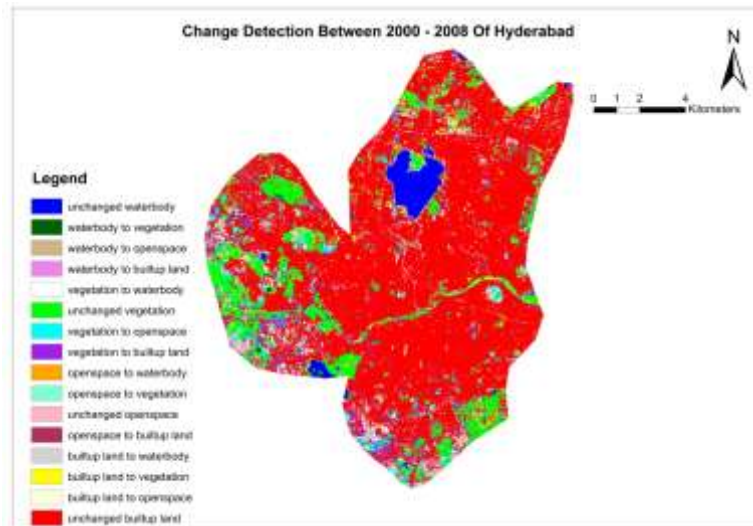 Change Detection Between 2000 - 2008 Of Hyderabad
N
0 1 2 4
Kilometers
Legend
unchanged waterbody
waterbody to vegetation
waterbody to openspace
waterbody to builtup land
vegetation to waterbody
unchanged vegetation
vegetation to openspace
vegetation to builtup land
openspace to waterbody
openspace to vegetation
unchanged openspace
openspace to builtup land
builtup land to waterbody
builtup land to vegetation
builtup land to openspace
unchanged builtup land